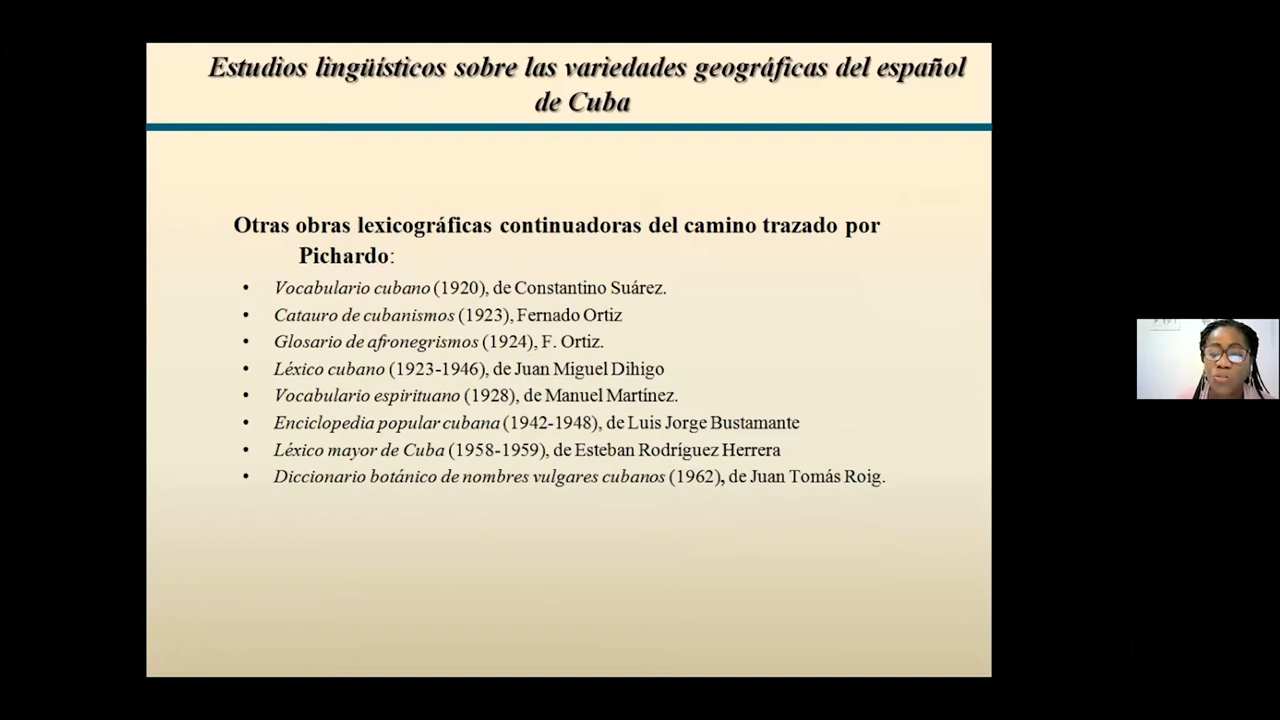 Estudios lingüísticos sobre las variedades geográficas del español
de Cuba
Otras obras lexicográficas continuadoras del camino trazado por
Pichardo:
• Vocabulario cubano (1920), de Constantino Suárez.
• Catauro de cubanismos (1923), Fernado Ortiz
• Glosario de afronegrismos (1924), F. Ortiz.
• Léxico cubano (1923-1946), de Juan Miguel Dihigo
• Vocabulario espirituano (1928), de Manuel Martínez.
• Enciclopedia popular cubana (1942-1948), de Luis Jorge Bustamante
• Léxico mayor de Cuba (1958-1959), de Esteban Rodríguez Herrera
• Diccionario botánico de nombres vulgares cubanos (1962), de Juan Tomás Roig.